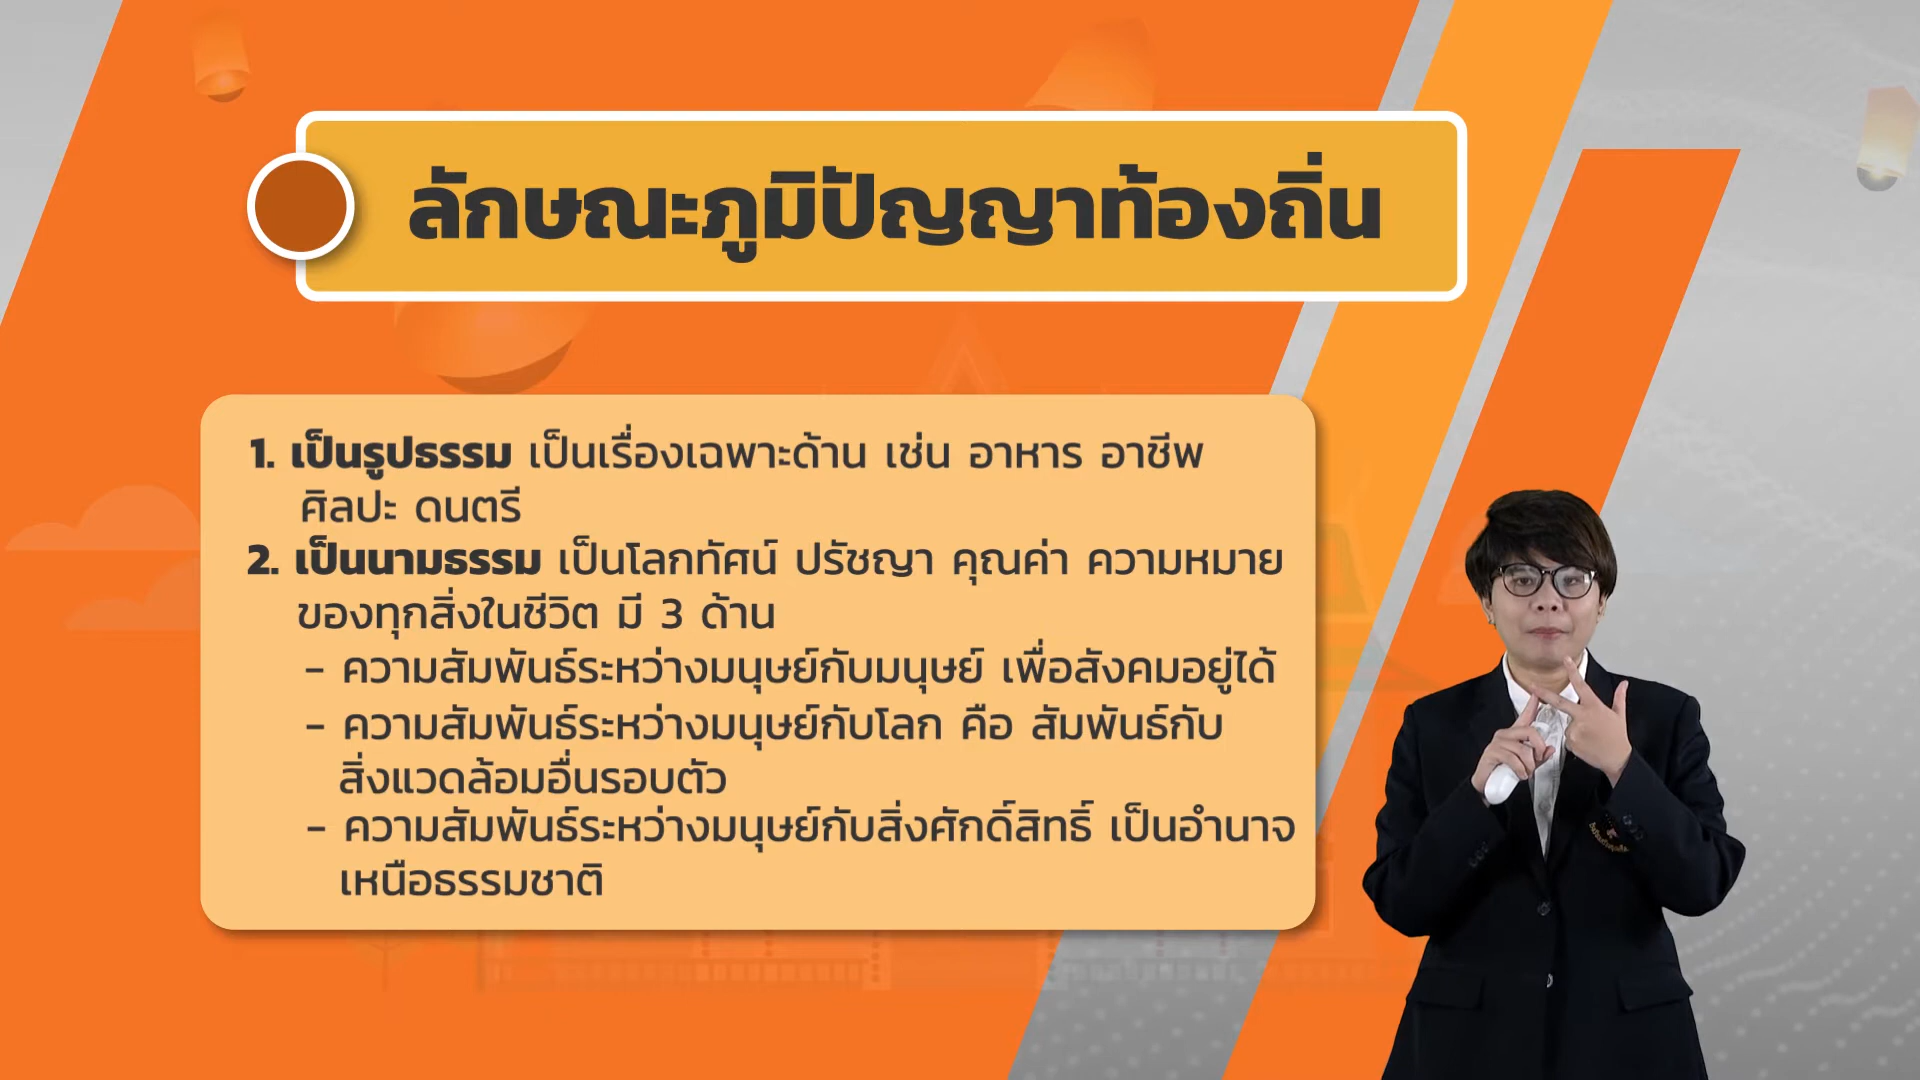 ลักษณะภูมิปัญญาท้องถิ่น
1. เป็นรูปธรรม เป็นเรื่องเฉพาะด้าน เช่น อาหาร อาชีพ
ศิลปะ ดนตรี
2. เป็นนามธรรม เป็นโลกทัศน์ ปรัชญา คุณค่า ความหมาย
ของทุกสิ่งในชีวิต มี 3 ด้าน
- ความสัมพันธ์ระหว่างมนุษย์กับมนุษย์ เพื่อสังคมอยู่ได้
- ความสัมพันธ์ระหว่างมนุษย์กับโลก คือ สัมพันธ์กับ
สิ่งแวดล้อมอื่นรอบตัว
- ความสัมพันธ์ระหว่างมนุษย์กับสิ่งศักดิ์สิทธิ์ เป็นอำนาจ
เหนือธรรมชาติ